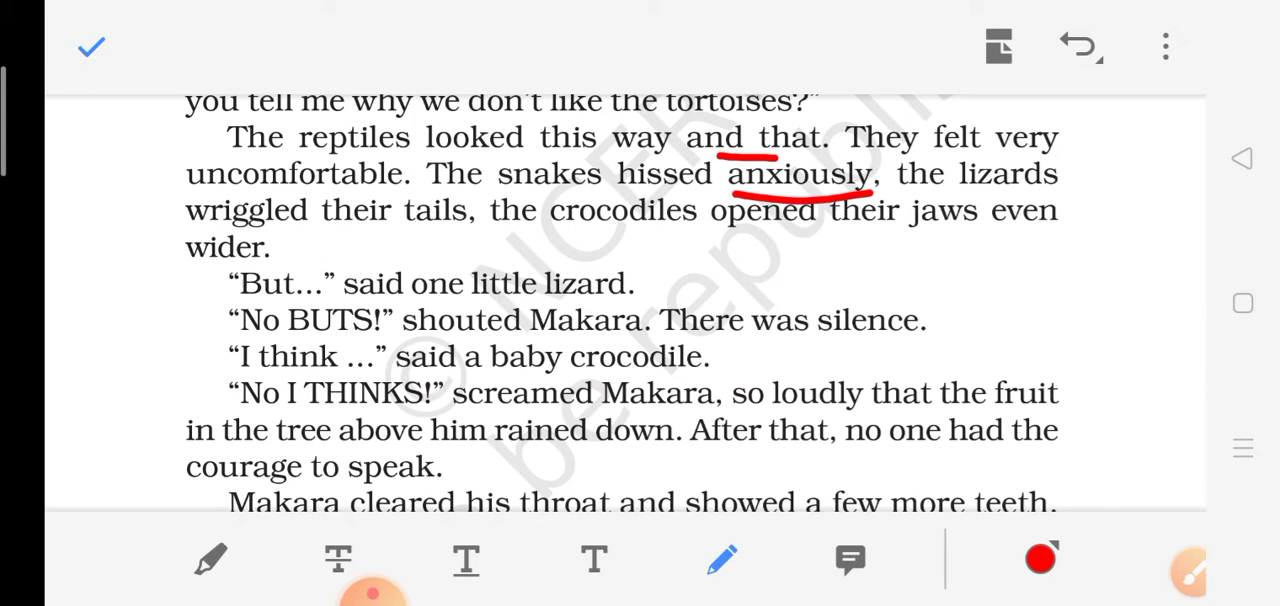 you tell me why we don't like the tortoises?"
The reptiles looked this way and that. They felt very
uncomfortable. The snakes hissed anxiously, the lizards
wriggled their tails, the crocodiles opened their jaws even
wider.
“But...” said one little lizard.
“No BUTS!” shouted Makara. There was silence.
“I think ...” said a baby crocodile.
“No I THINKS!” screamed Makara, so loudly that the fruit
in the tree above him rained down. After that, no one had the
courage to speak.
Makara cleared his throat and showed a few more teeth.
© NCER
be republi